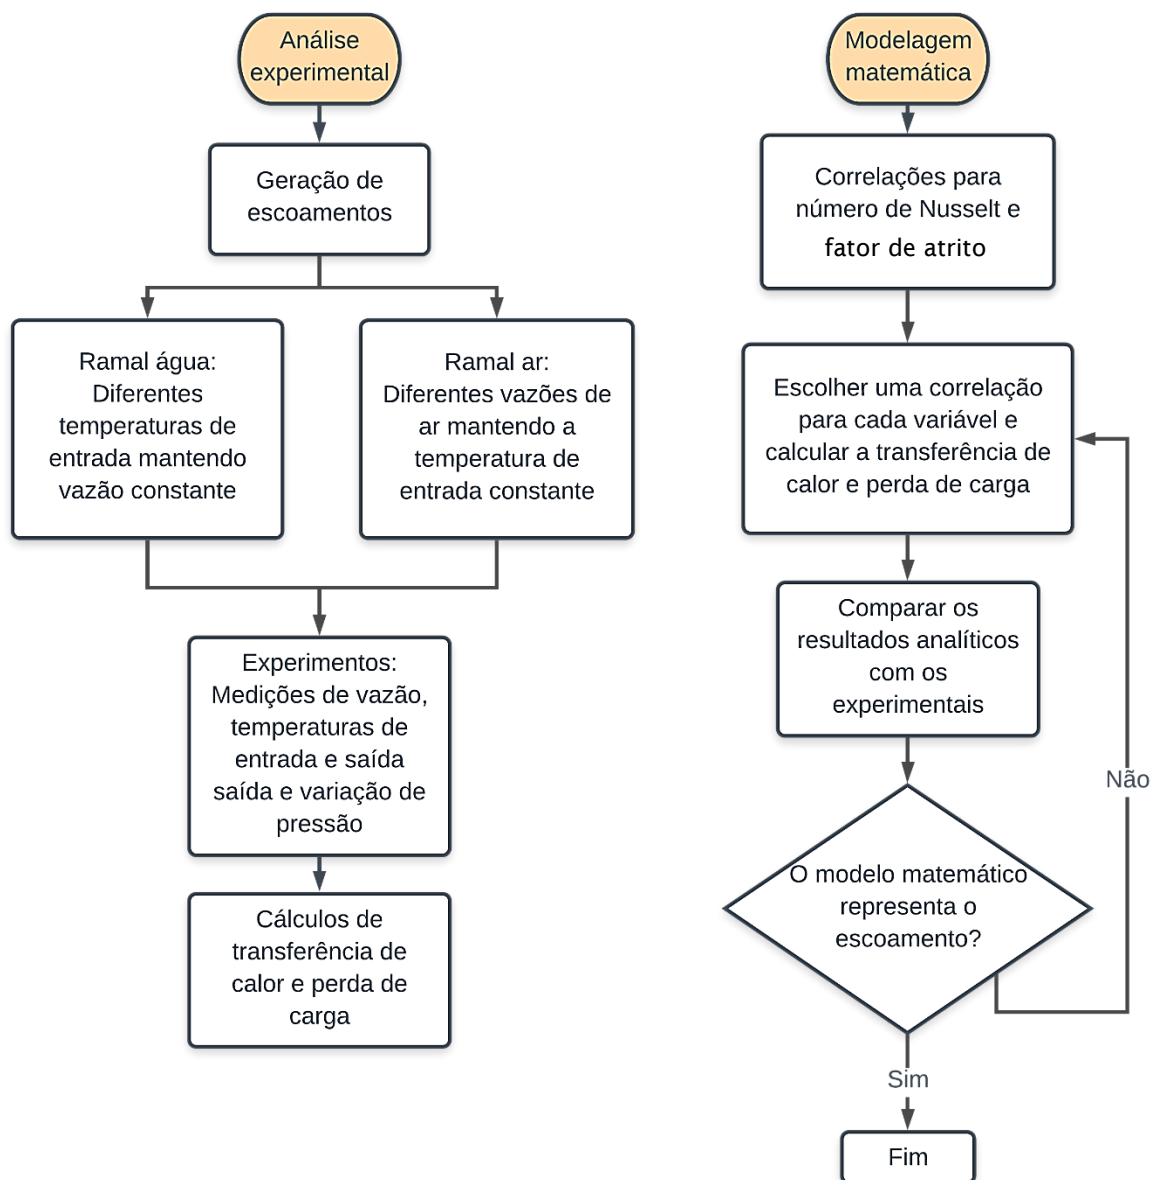 Análise
experimental
Geração de
escoamentos
Ramal água:
Diferentes
temperaturas de
entrada mantendo
vazão constante
Ramal ar:
Diferentes vazões de
ar mantendo a
temperatura de
entrada constante
Experimentos:
Medições de vazão,
temperaturas de
entrada e saída
saída e variação de
pressão
Cálculos de
transferência de
calor e perda de
carga
Modelagem
matemática
Correlações para
número de Nusselt e
fator de atrito
Escolher uma correlação
para cada variável e
calcular a transferência de
calor e perda de carga
Comparar os
resultados analíticos
com os
experimentais
O modelo matemático
representa o
escoamento?
Não
Sim
Fim